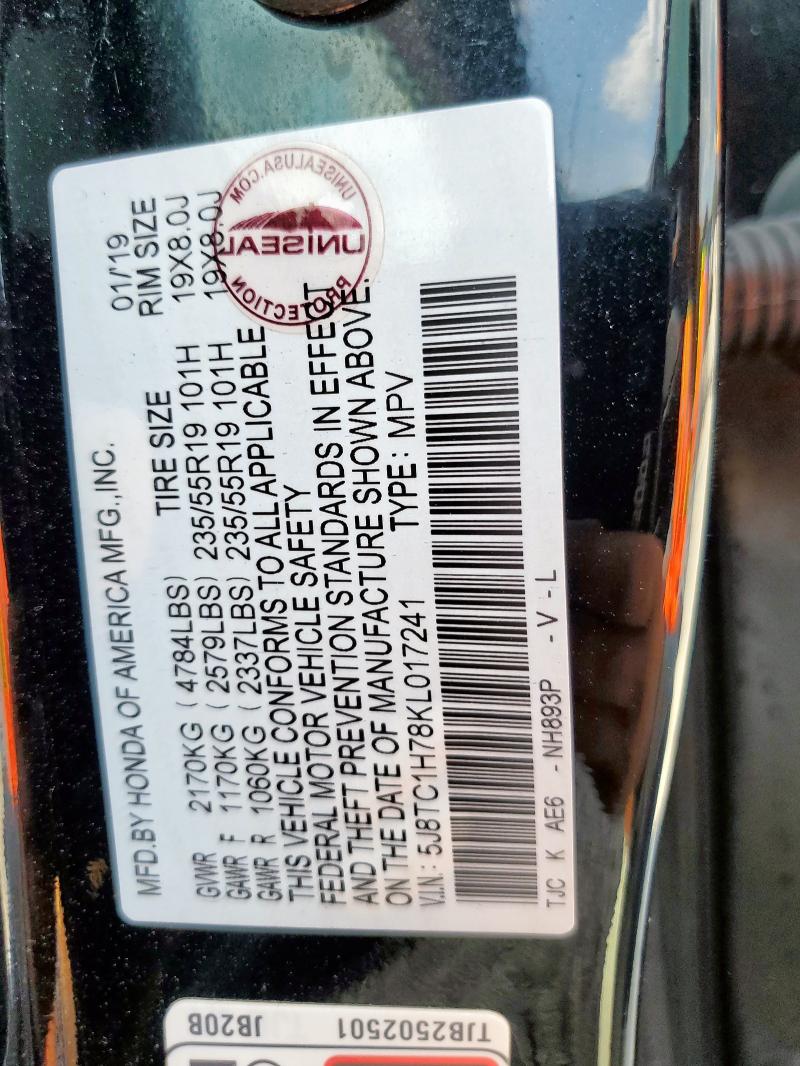 MFD.BY HONDA OF AMERICA MFG.,INC. 01/'19
TIRE SIZE RIM SIZE
GVWR 2170KG ( 4784LBS)
GAWR F 1170KG ( 2579LBS) 235/55R19 101H 19X8.0J
GAWR R 1060KG ( 2337LBS) 235/55R19 101H 19X8.0J
THIS VEHICLE CONFORMS TO ALL APPLICABLE
FEDERAL MOTOR VEHICLE SAFETY
AND THEFT PREVENTION STANDARDS IN EFFECT
ON THE DATE OF MANUFACTURE SHOWN ABOVE.
V.I.N.: 5J8TC1H78KL017241 TYPE: MPV
TJC K AE6 - NH893P - V - L
UNISEALUSA.COM
UNISEAL
PROTECTION
TJB2502501
JB20B